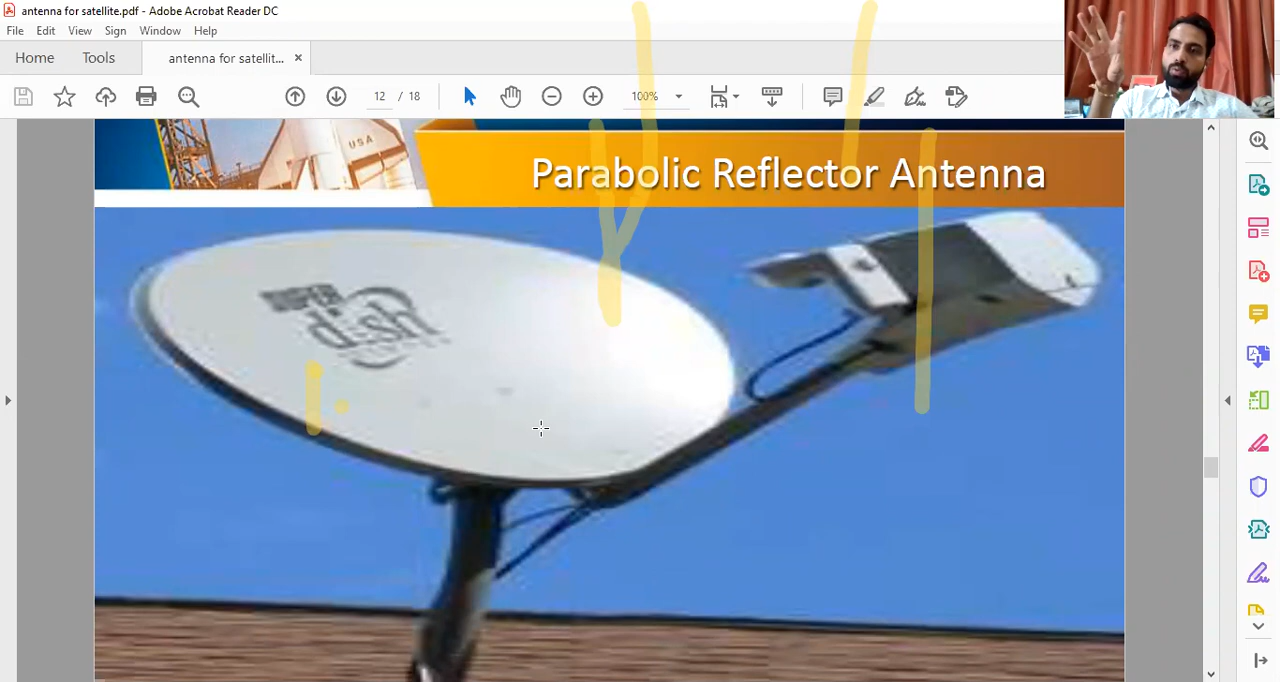 antenna for satellite.pdf - Adobe Acrobat Reader DC
File Edit View Sign Window Help
Home Tools antenna for satellit... ×
12 / 18 100%
USA
Parabolic Reflector Antenna
SUPER
dish